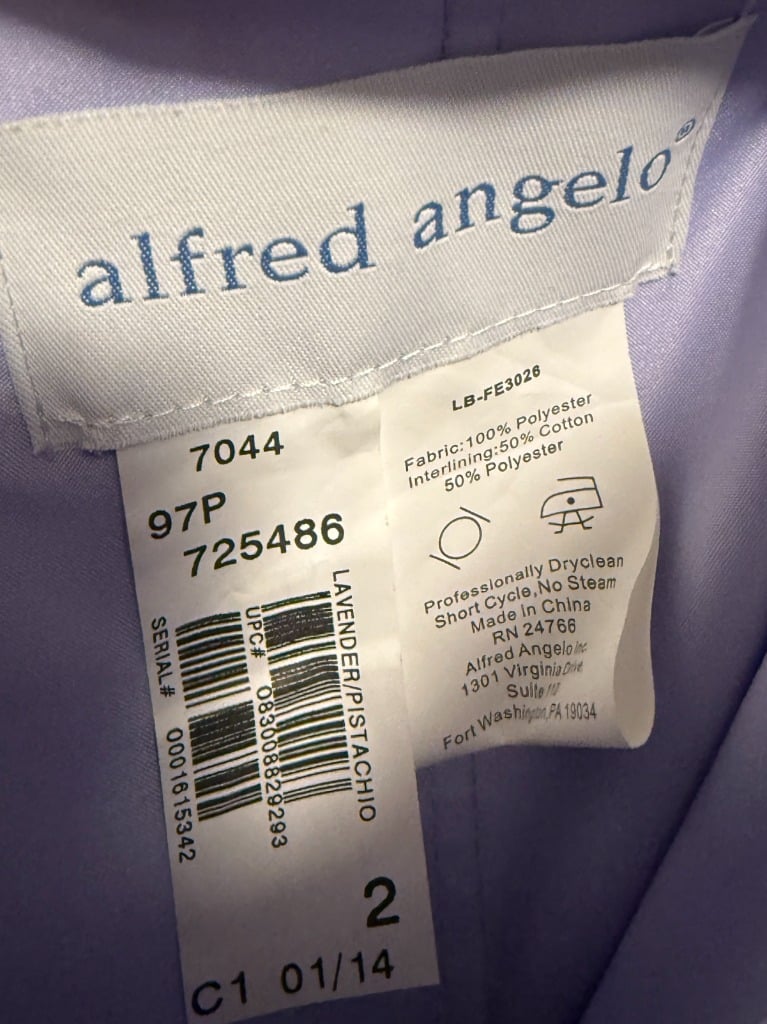 alfred angelo®
7044
97P
725486
LAVENDER/PISTACHIO
UPC# 083008829293
SERIAL# 0001615342
2
C1 01/14
LB-FE3026
Fabric:100% Polyester
Interlining:50% Cotton
50% Polyester
Professionally Dryclean
Short Cycle,No Steam
Made In China
RN 24766
Alfred Angelo Inc.
1301 Virginia Drive
Suite
Fort Washington,PA 19034